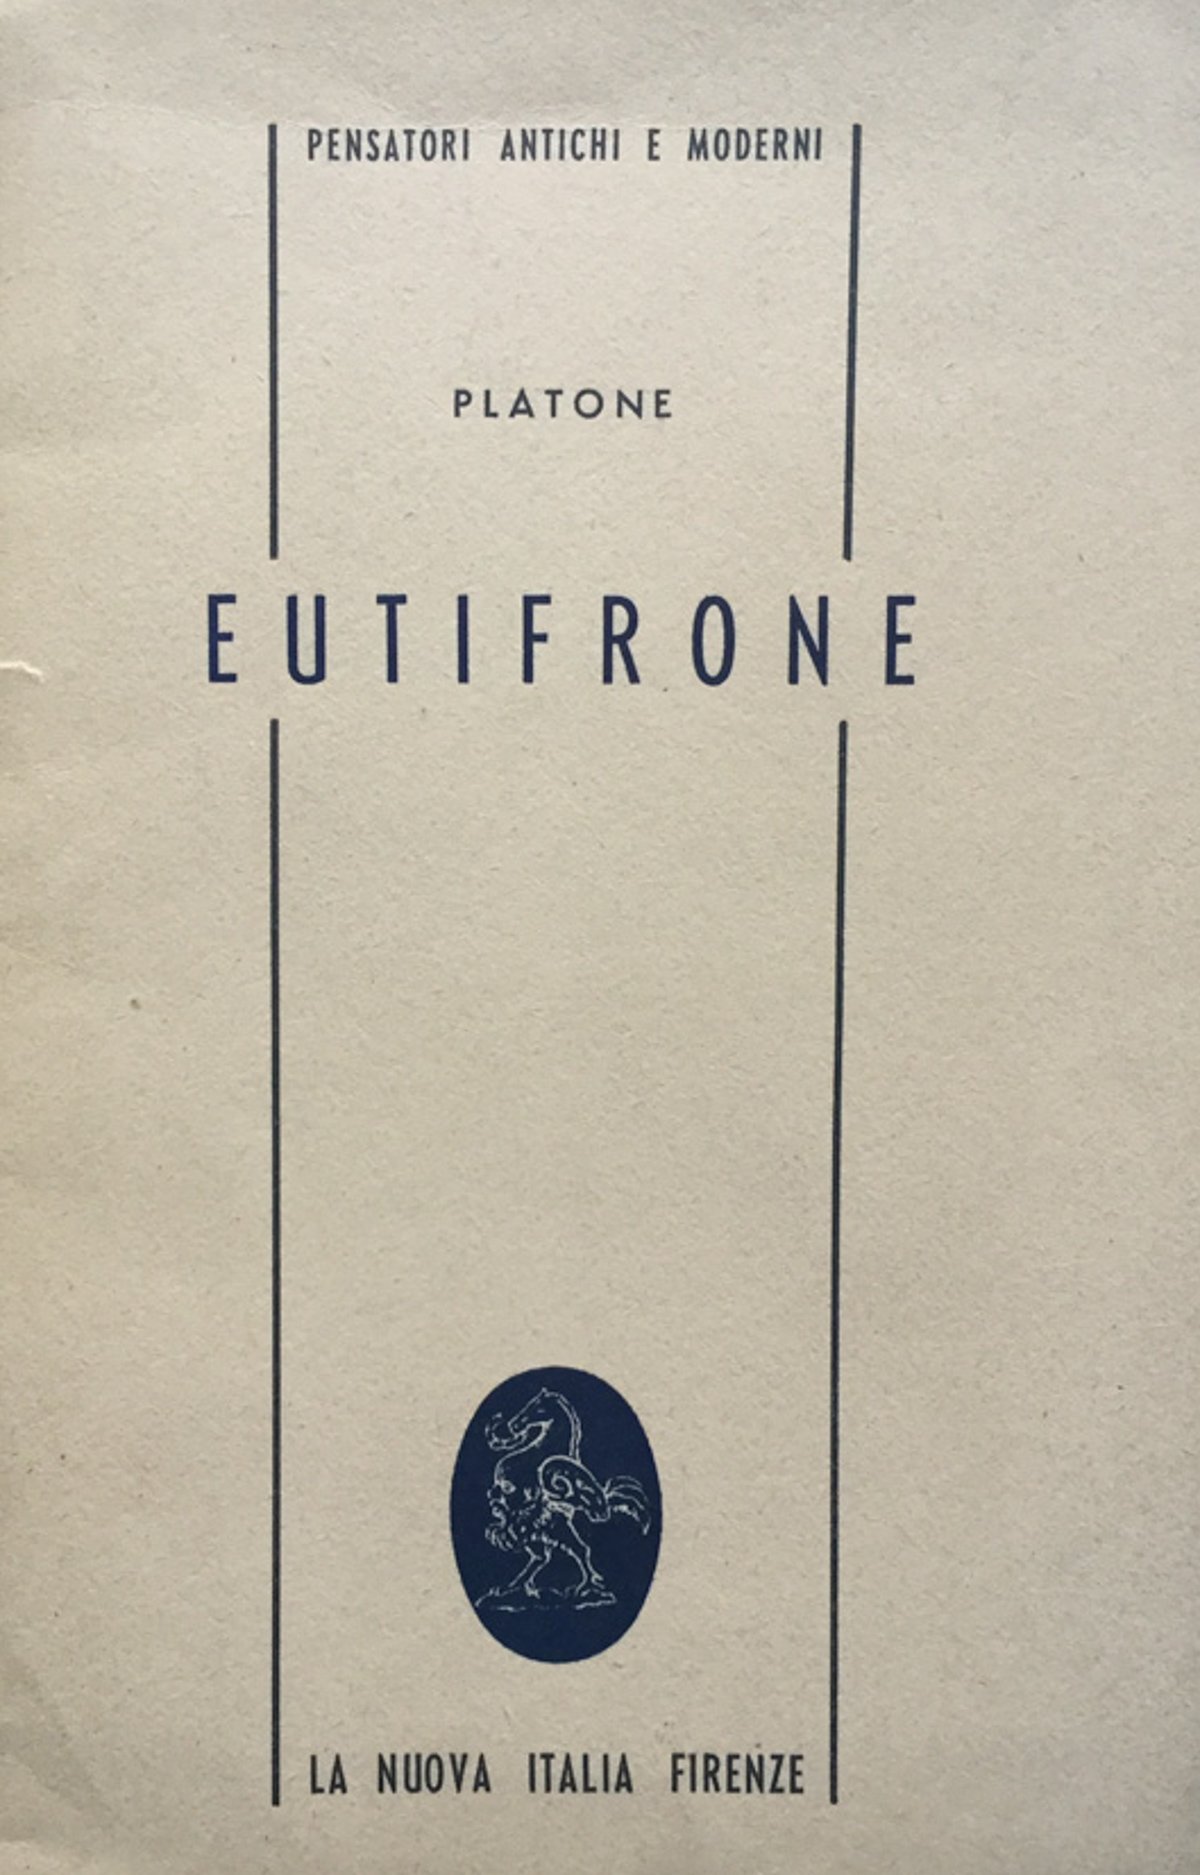 PENSATORI ANTICHI E MODERNI
PLATONE
EUTIFRONE
LA NUOVA ITALIA FIRENZE